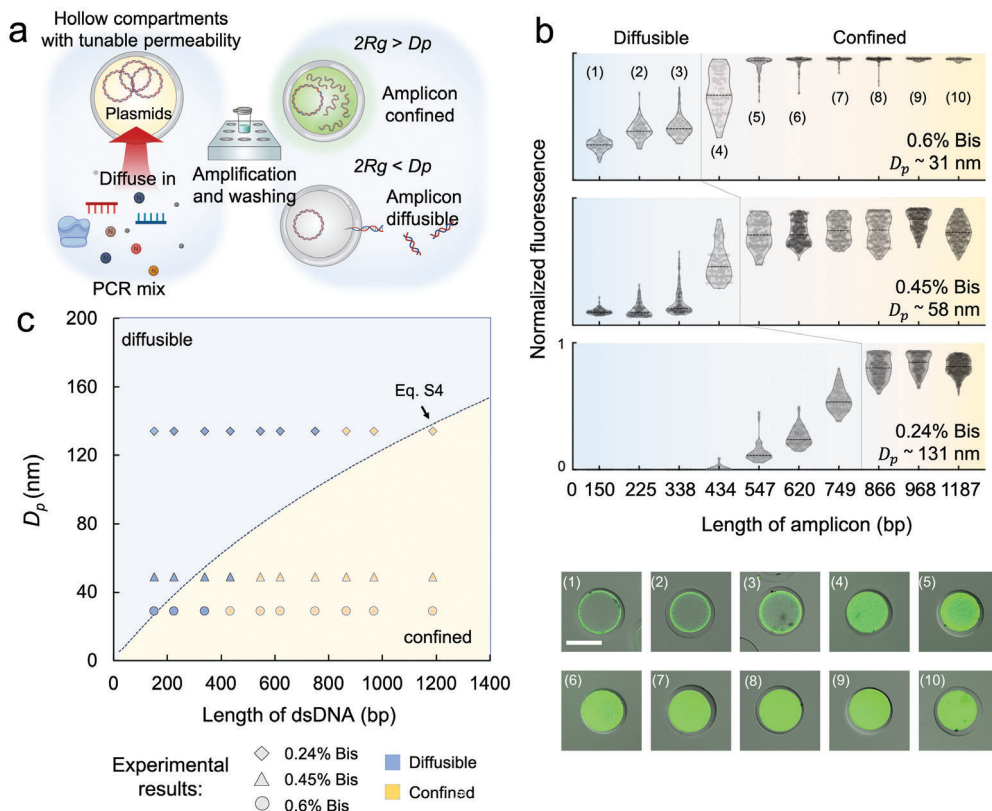 a
Hollow compartments
with tunable permeability
Plasmids
Diffuse in
N
N
N
N
PCR mix
Amplification
and washing
2Rg > Dp
Amplicon
confined
2Rg < Dp
Amplicon
diffusible
b
Diffusible
Confined
(1)
(2)
(3)
(4)
(5)
(6)
(7)
(8)
(9)
(10)
0.6% Bis
Dp ~ 31 nm
0.45% Bis
Dp ~ 58 nm
0.24% Bis
Dp ~ 131 nm
Normalized fluorescence
1
0
0 150 225 338 434 547 620 749 866 968 1187
Length of amplicon (bp)
(1)
(2)
(3)
(4)
(5)
(6)
(7)
(8)
(9)
(10)
c
200
160
120
80
40
0
Dp (nm)
diffusible
Eq. S4
confined
0 200 400 600 800 1000 1200 1400
Length of dsDNA (bp)
Experimental
results:
0.24% Bis
0.45% Bis
0.6% Bis
Diffusible
Confined